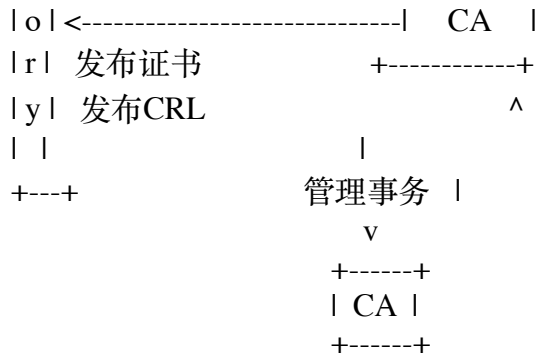 | o | <------------------------------| CA |
| r | 发布证书 +------------+
| y | 发布CRL ^
| | |
+---+ 管理事务 |
v
+------+
| CA |
+------+